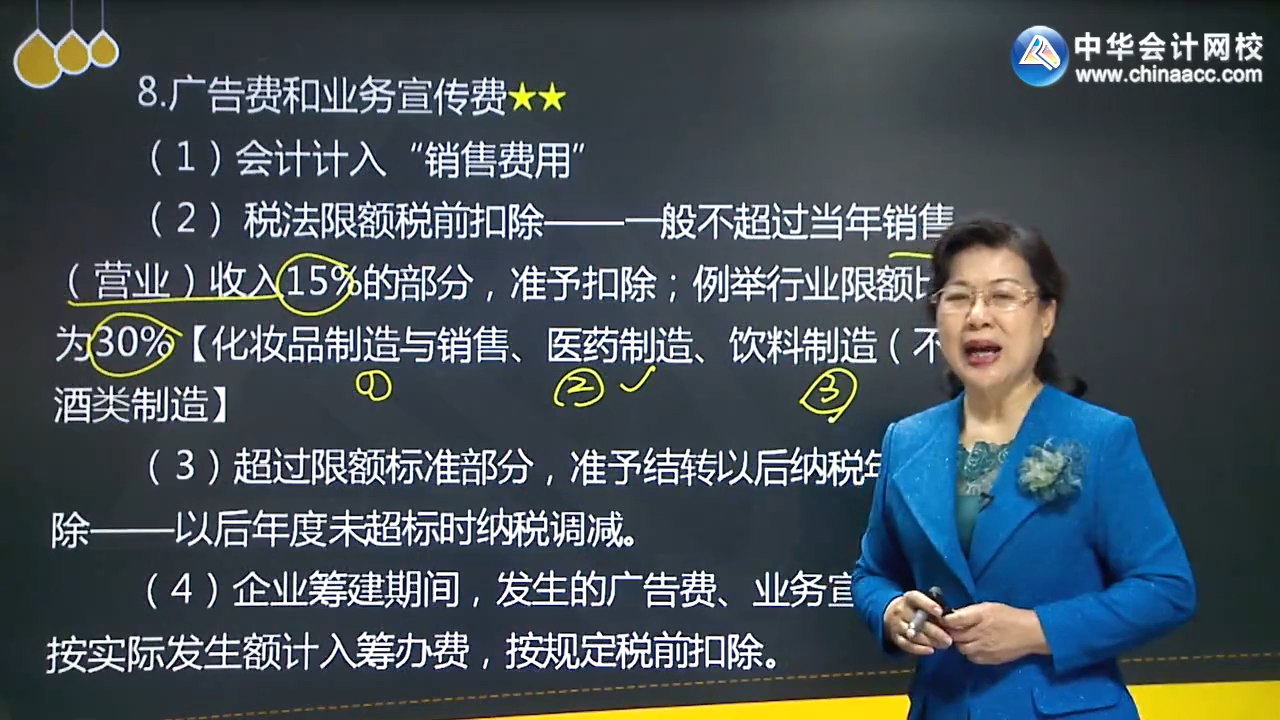 中华会计网校
www.chinaacc.com
8.广告费和业务宣传费★★
（1）会计计入“销售费用”
（2） 税法限额税前扣除——一般不超过当年销售
（营业）收入15%的部分，准予扣除；例举行业限额比
为30%【化妆品制造与销售、医药制造、饮料制造（不
① ② ✓ ③
酒类制造】
（3）超过限额标准部分，准予结转以后纳税年
除——以后年度未超标时纳税调减。
（4）企业筹建期间，发生的广告费、业务宣
按实际发生额计入筹办费，按规定税前扣除。